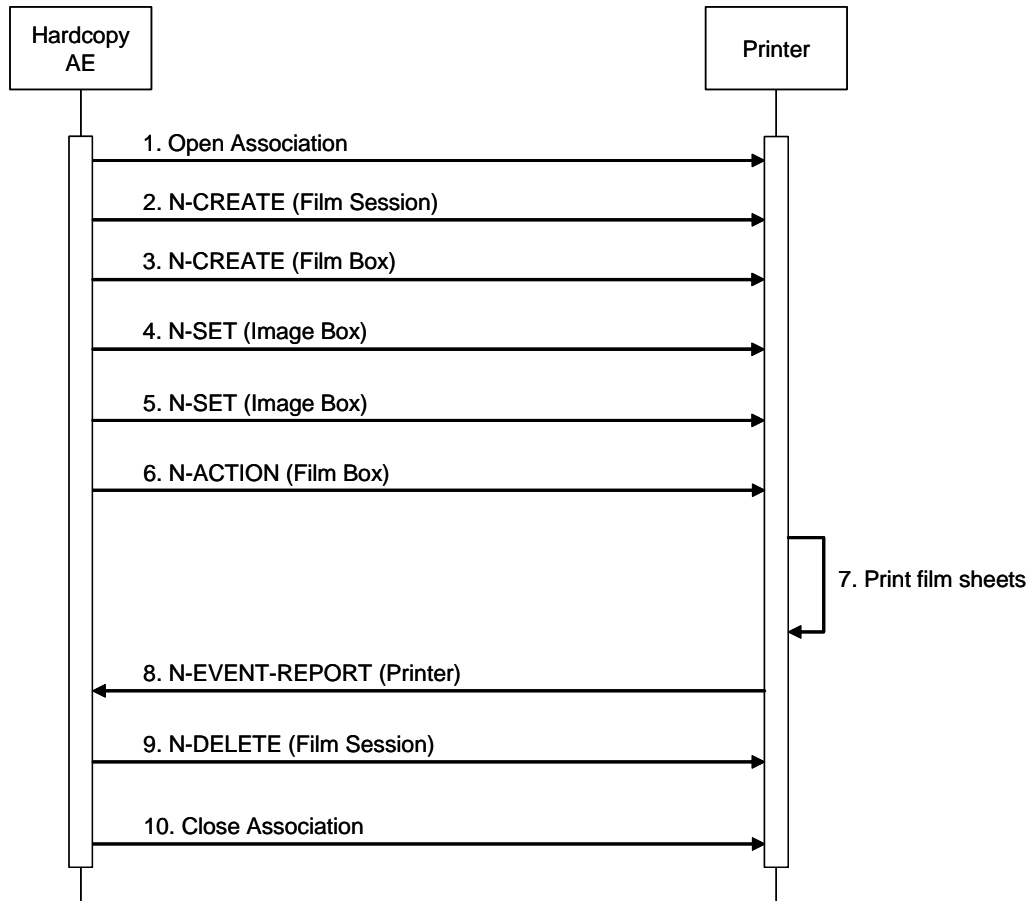 Hardcopy
AE
Printer
1. Open Association
2. N-CREATE (Film Session)
3. N-CREATE (Film Box)
4. N-SET (Image Box)
5. N-SET (Image Box)
6. N-ACTION (Film Box)
7. Print film sheets
8. N-EVENT-REPORT (Printer)
9. N-DELETE (Film Session)
10. Close Association